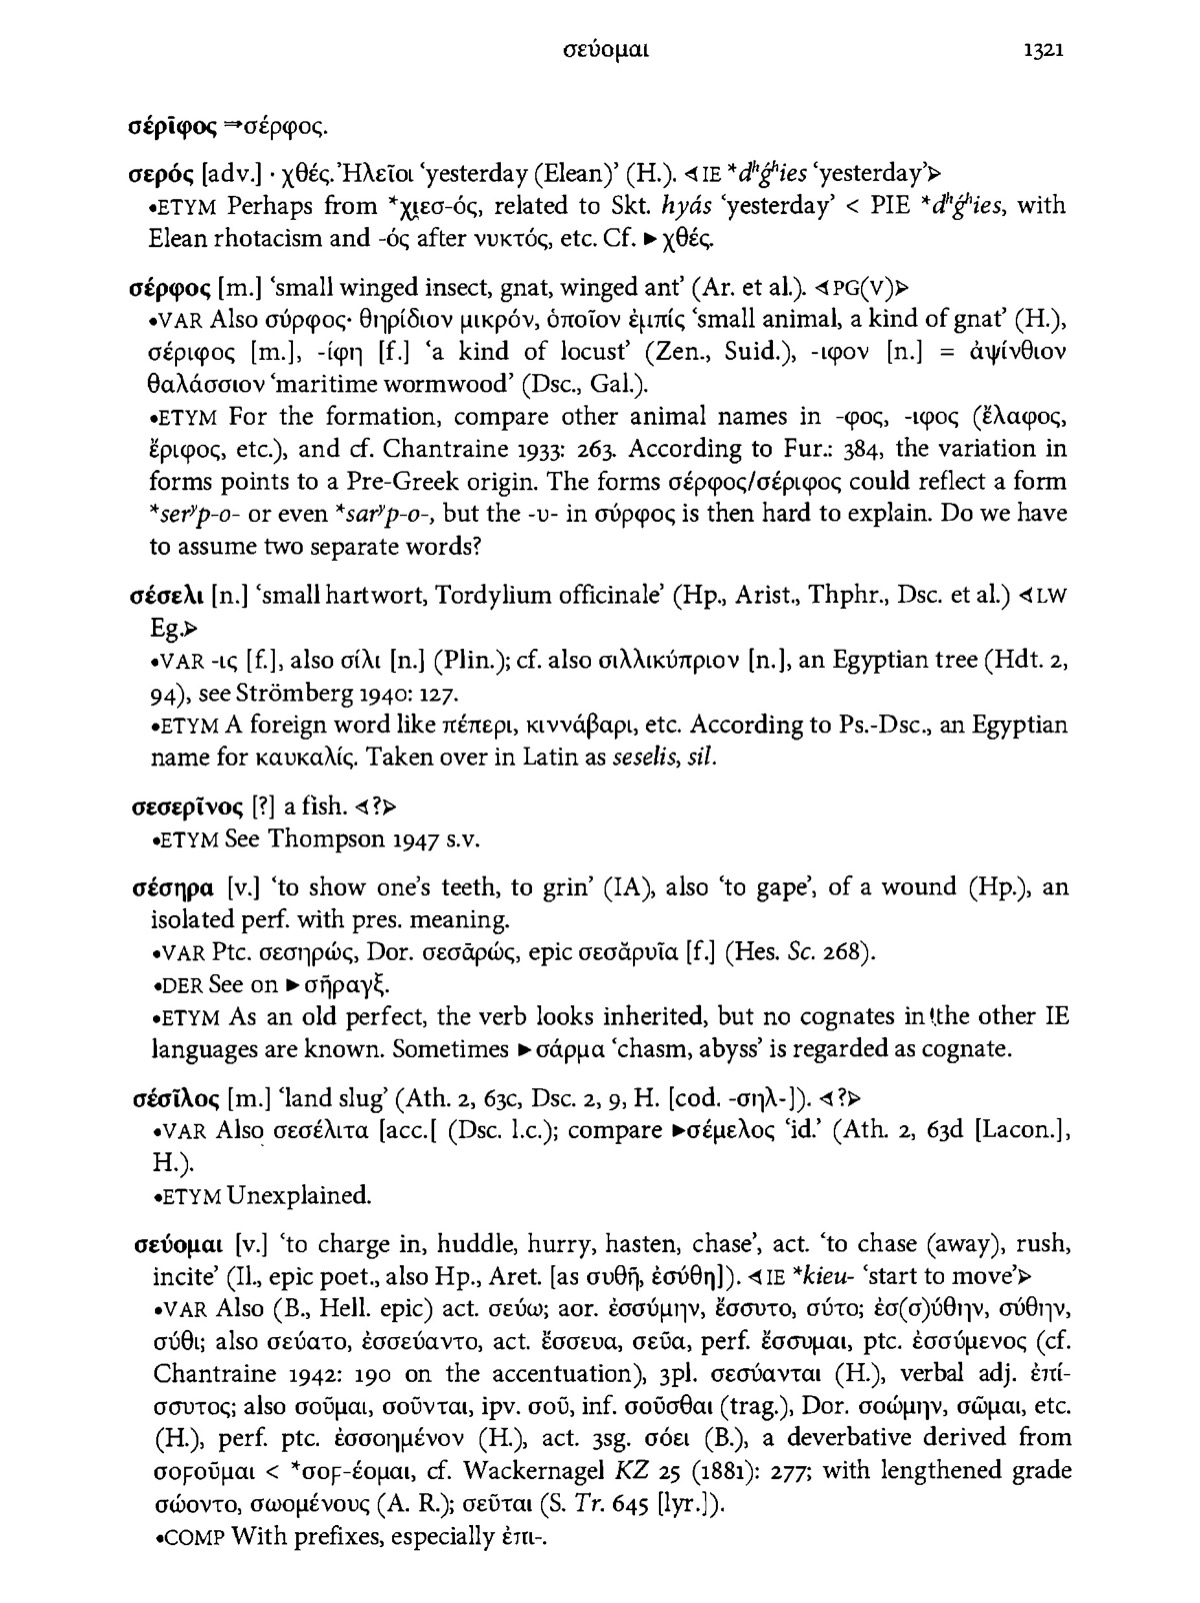 σεύομαι 1321
σέρῑφος ⇒σέρφος.
σερός [adv.] · χθές. Ἠλεῖοι ‘yesterday (Elean)’ (H.). ⊲IE *dʰǵʰies ‘yesterday’⊳
•ETYM Perhaps from *χι̯εσ-ός, related to Skt. hyás ‘yesterday’ < PIE *dʰǵʰies, with
Elean rhotacism and -ός after νυκτός, etc. Cf. ►χθές.
σέρφος [m.] ‘small winged insect, gnat, winged ant’ (Ar. et al.). ⊲PG(V)⊳
•VAR Also σύρφος· θηρίδιον μικρόν, ὁποῖον ἐμπίς ‘small animal, a kind of gnat’ (H.),
σέριφος [m.], -ίφη [f.] ‘a kind of locust’ (Zen., Suid.), -ιφον [n.] = ἀψίνθιον
θαλάσσιον ‘maritime wormwood’ (Dsc., Gal.).
•ETYM For the formation, compare other animal names in -φος, -ιφος (ἔλαφος,
ἔριφος, etc.), and cf. Chantraine 1933: 263. According to Fur.: 384, the variation in
forms points to a Pre-Greek origin. The forms σέρφος/σέριφος could reflect a form
*serʸp-o- or even *sarʸp-o-, but the -υ- in σύρφος is then hard to explain. Do we have
to assume two separate words?
σέσελι [n.] ‘small hartwort, Tordylium officinale’ (Hp., Arist., Thphr., Dsc. et al.) ⊲LW
Eg.⊳
•VAR -ις [f.], also σίλι [n.] (Plin.); cf. also σιλλικύπριον [n.], an Egyptian tree (Hdt. 2,
94), see Strömberg 1940: 127.
•ETYM A foreign word like πέπερι, κιννάβαρι, etc. According to Ps.-Dsc., an Egyptian
name for καυκαλίς. Taken over in Latin as seselis, sil.
σεσερῖνος [?] a fish. ⊲?⊳
•ETYM See Thompson 1947 s.v.
σέσηρα [v.] ‘to show one’s teeth, to grin’ (IA), also ‘to gape’, of a wound (Hp.), an
isolated perf. with pres. meaning.
•VAR Ptc. σεσηρώς, Dor. σεσᾱρώς, epic σεσᾰρυῖα [f.] (Hes. Sc. 268).
•DER See on ►σῆραγξ.
•ETYM As an old perfect, the verb looks inherited, but no cognates in the other IE
languages are known. Sometimes ►σάρμα ‘chasm, abyss’ is regarded as cognate.
σέσῑλος [m.] ‘land slug’ (Ath. 2, 63c, Dsc. 2, 9, H. [cod. -σηλ-]). ⊲?⊳
•VAR Also σεσέλιτα [acc.[ (Dsc. l.c.); compare ►σέμελος ‘id.’ (Ath. 2, 63d [Lacon.],
H.).
•ETYM Unexplained.
σεύομαι [v.] ‘to charge in, huddle, hurry, hasten, chase’, act. ‘to chase (away), rush,
incite’ (Il., epic poet., also Hp., Aret. [as συθῇ, ἐσύθη]). ⊲IE *kieu- ‘start to move’⊳
•VAR Also (B., Hell. epic) act. σεύω; aor. ἐσσύμην, ἔσσυτο, σύτο; ἐσ(σ)ύθην, σύθην,
σύθι; also σεύατο, ἐσσεύαντο, act. ἔσσευα, σεῦα, perf. ἔσσυμαι, ptc. ἐσσύμενος (cf.
Chantraine 1942: 190 on the accentuation), 3pl. σεσύανται (H.), verbal adj. ἐπί-
σσυτος; also σοῦμαι, σοῦνται, ipv. σοῦ, inf. σοῦσθαι (trag.), Dor. σοώμην, σῶμαι, etc.
(H.), perf. ptc. ἐσσοημένον (H.), act. 3sg. σόει (B.), a deverbative derived from
σοϝοῦμαι < *σοϝ-έομαι, cf. Wackernagel KZ 25 (1881): 277; with lengthened grade
σώοντο, σωομένους (A. R.); σεῦται (S. Tr. 645 [lyr.]).
•COMP With prefixes, especially ἐπι-.